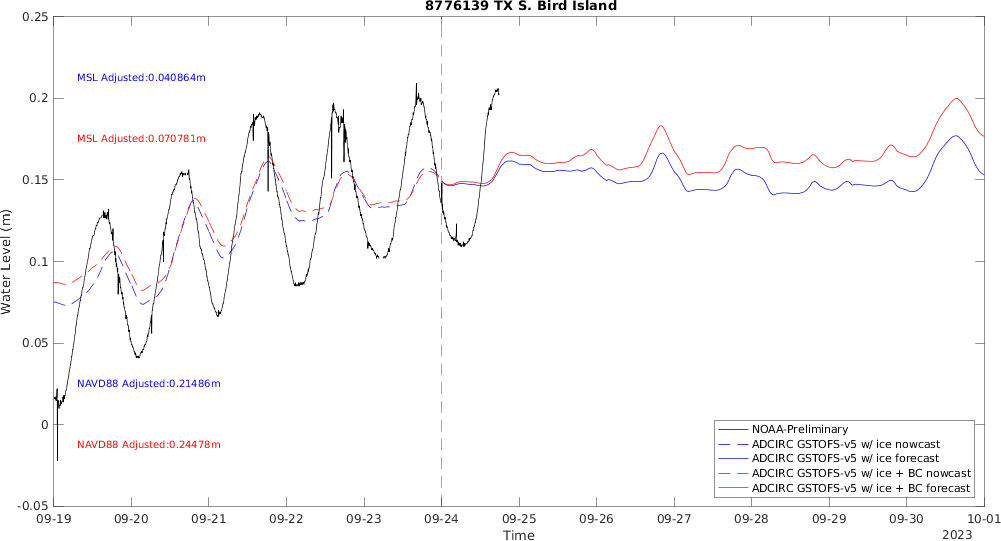 8776139 TX S. Bird Island
0.25
0.2
0.15
0.1
0.05
0
-0.05
Water Level (m)
MSL Adjusted:0.040864m
MSL Adjusted:0.070781m
NAVD88 Adjusted:0.21486m
NAVD88 Adjusted:0.24478m
NOAA-Preliminary
ADCIRC GSTOFS-v5 w/ ice nowcast
ADCIRC GSTOFS-v5 w/ ice forecast
ADCIRC GSTOFS-v5 w/ ice + BC nowcast
ADCIRC GSTOFS-v5 w/ ice + BC forecast
09-19 09-20 09-21 09-22 09-23 09-24 09-25 09-26 09-27 09-28 09-29 09-30 10-01
Time
2023